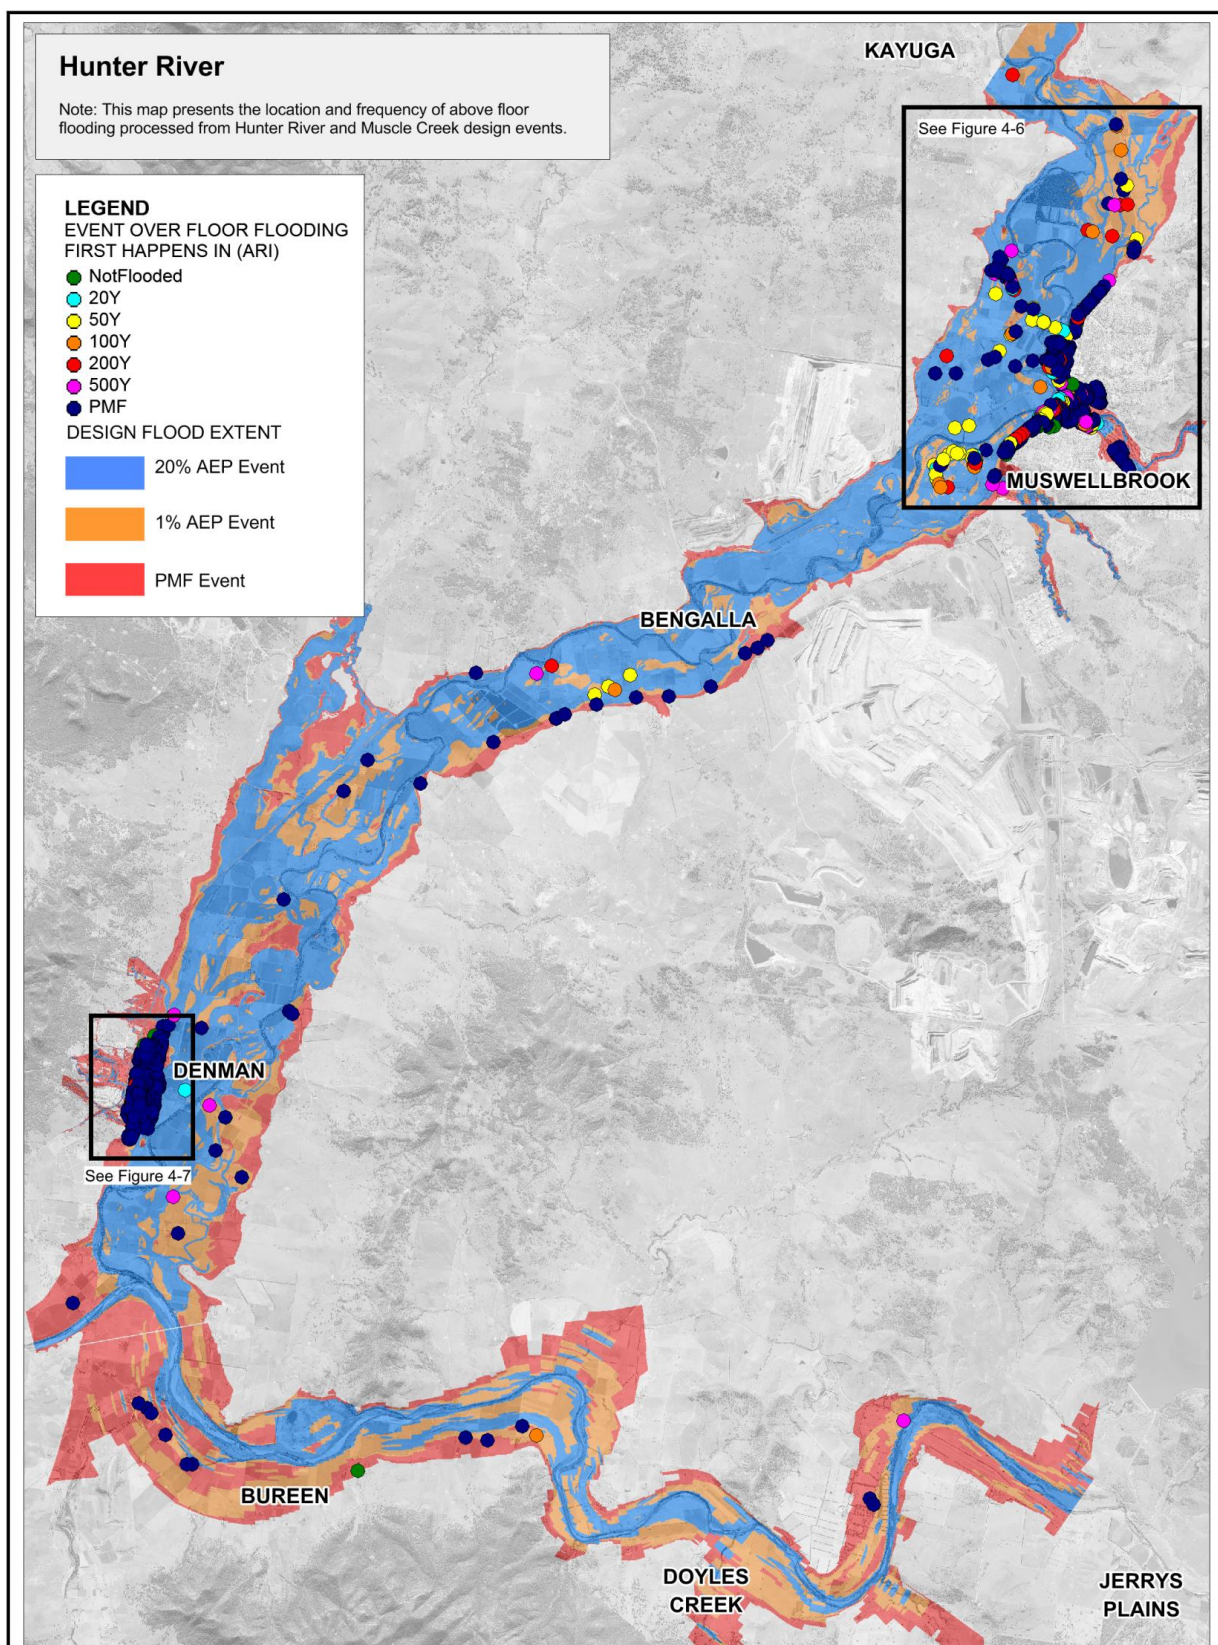 Hunter River
Note: This map presents the location and frequency of above floor
flooding processed from Hunter River and Muscle Creek design events.
LEGEND
EVENT OVER FLOOR FLOODING
FIRST HAPPENS IN (ARI)
NotFlooded
20Y
50Y
100Y
200Y
500Y
PMF
DESIGN FLOOD EXTENT
20% AEP Event
1% AEP Event
PMF Event
KAYUGA
See Figure 4-6
MUSWELLBROOK
BENGALLA
DENMAN
See Figure 4-7
BUREEN
DOYLES
CREEK
JERRYS
PLAINS